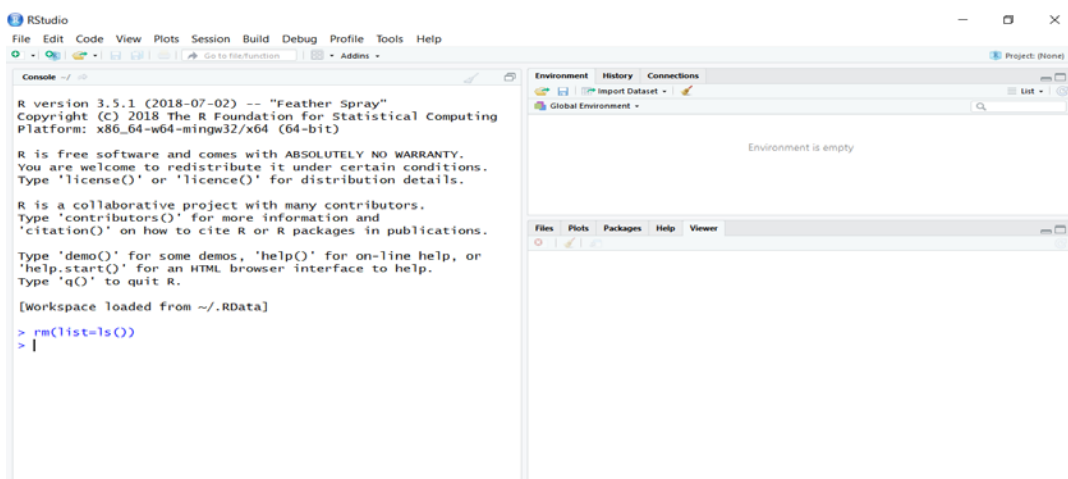 RStudio
File Edit Code View Plots Session Build Debug Profile Tools Help
Go to file/function Addins Project: (None)
Console ~/
R version 3.5.1 (2018-07-02) -- "Feather Spray"
Copyright (C) 2018 The R Foundation for Statistical Computing
Platform: x86_64-w64-mingw32/x64 (64-bit)
R is free software and comes with ABSOLUTELY NO WARRANTY.
You are welcome to redistribute it under certain conditions.
Type 'license()' or 'licence()' for distribution details.
R is a collaborative project with many contributors.
Type 'contributors()' for more information and
'citation()' on how to cite R or R packages in publications.
Type 'demo()' for some demos, 'help()' for on-line help, or
'help.start()' for an HTML browser interface to help.
Type 'q()' to quit R.
[Workspace loaded from ~/.RData]
> rm(list=ls())
>
Environment History Connections
Import Dataset List
Global Environment
Environment is empty
Files Plots Packages Help Viewer